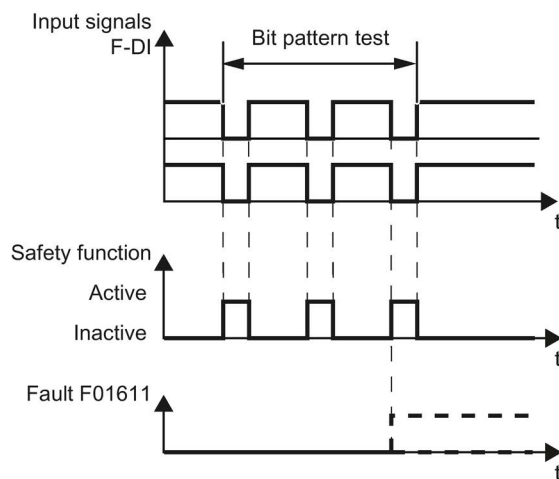 Input signals
F-DI
Bit pattern test
t
Safety function
Active
Inactive
t
Fault F01611
t